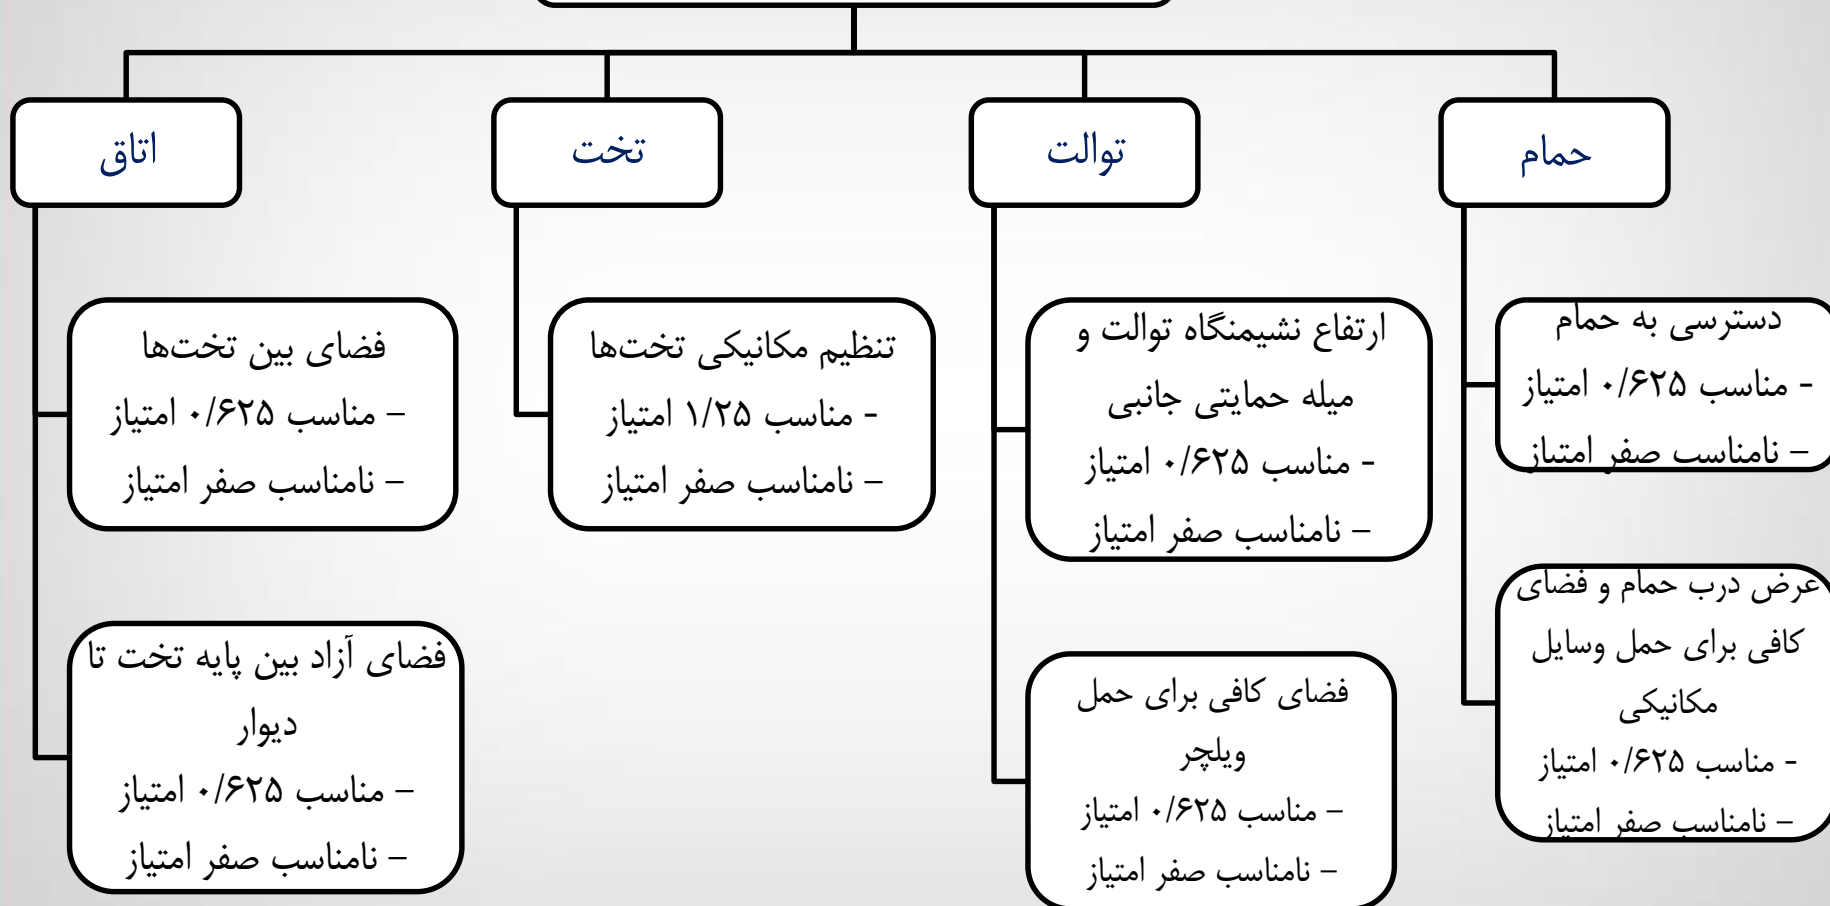 حمام
دسترسی به حمام
- مناسب ۰/۶۲۵ امتیاز
– نامناسب صفر امتیاز
عرض درب حمام و فضای
کافی برای حمل وسایل
مکانیکی
- مناسب ۰/۶۲۵ امتیاز
– نامناسب صفر امتیاز
توالت
ارتفاع نشیمنگاه توالت و
میله حمایتی جانبی
- مناسب ۰/۶۲۵ امتیاز
– نامناسب صفر امتیاز
فضای کافی برای حمل
ویلچر
– مناسب ۰/۶۲۵ امتیاز
– نامناسب صفر امتیاز
تخت
تنظیم مکانیکی تخت‌ها
- مناسب ۱/۲۵ امتیاز
– نامناسب صفر امتیاز
اتاق
فضای بین تخت‌ها
– مناسب ۰/۶۲۵ امتیاز
– نامناسب صفر امتیاز
فضای آزاد بین پایه تخت تا
دیوار
– مناسب ۰/۶۲۵ امتیاز
– نامناسب صفر امتیاز